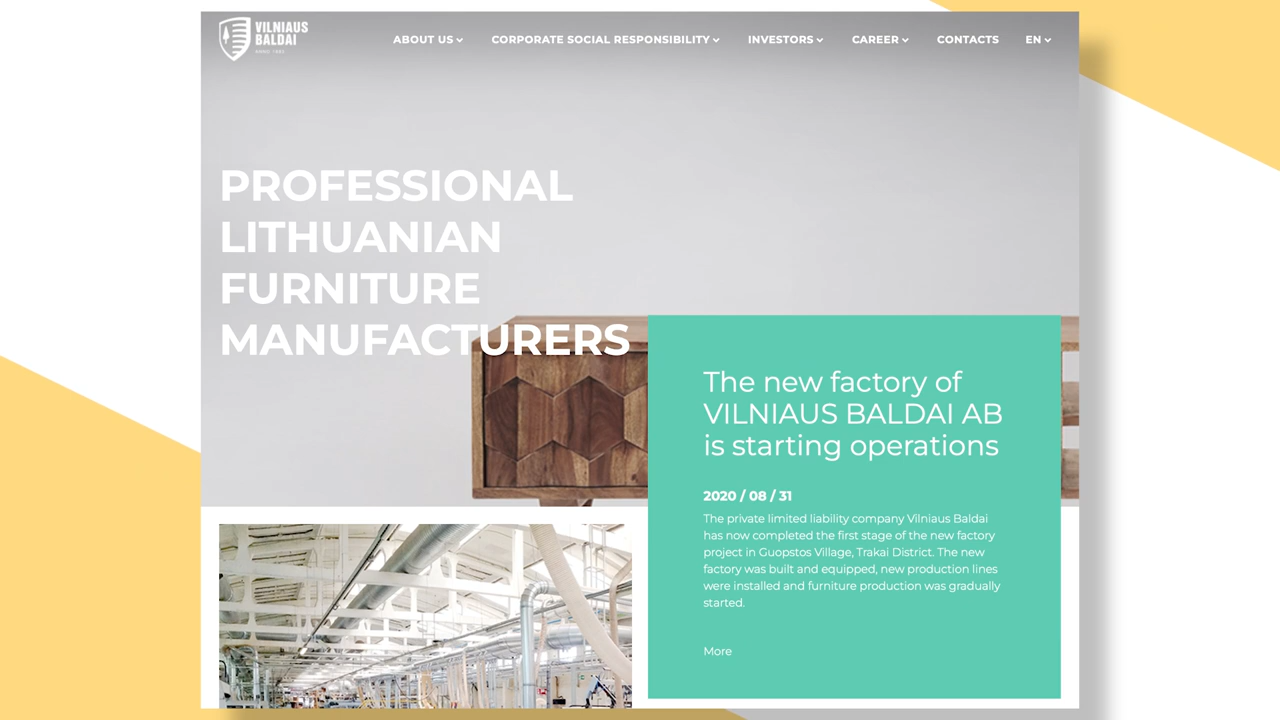 VILNIAUS
BALDAI
ANNO 1883
ABOUT US
CORPORATE SOCIAL RESPONSIBILITY
INVESTORS
CAREER
CONTACTS
EN
PROFESSIONAL
LITHUANIAN
FURNITURE
MANUFACTURERS
The new factory of
VILNIAUS BALDAI AB
is starting operations
2020 / 08 / 31
The private limited liability company Vilniaus Baldai
has now completed the first stage of the new factory
project in Guopstos Village, Trakai District. The new
factory was built and equipped, new production lines
were installed and furniture production was gradually
started.
More